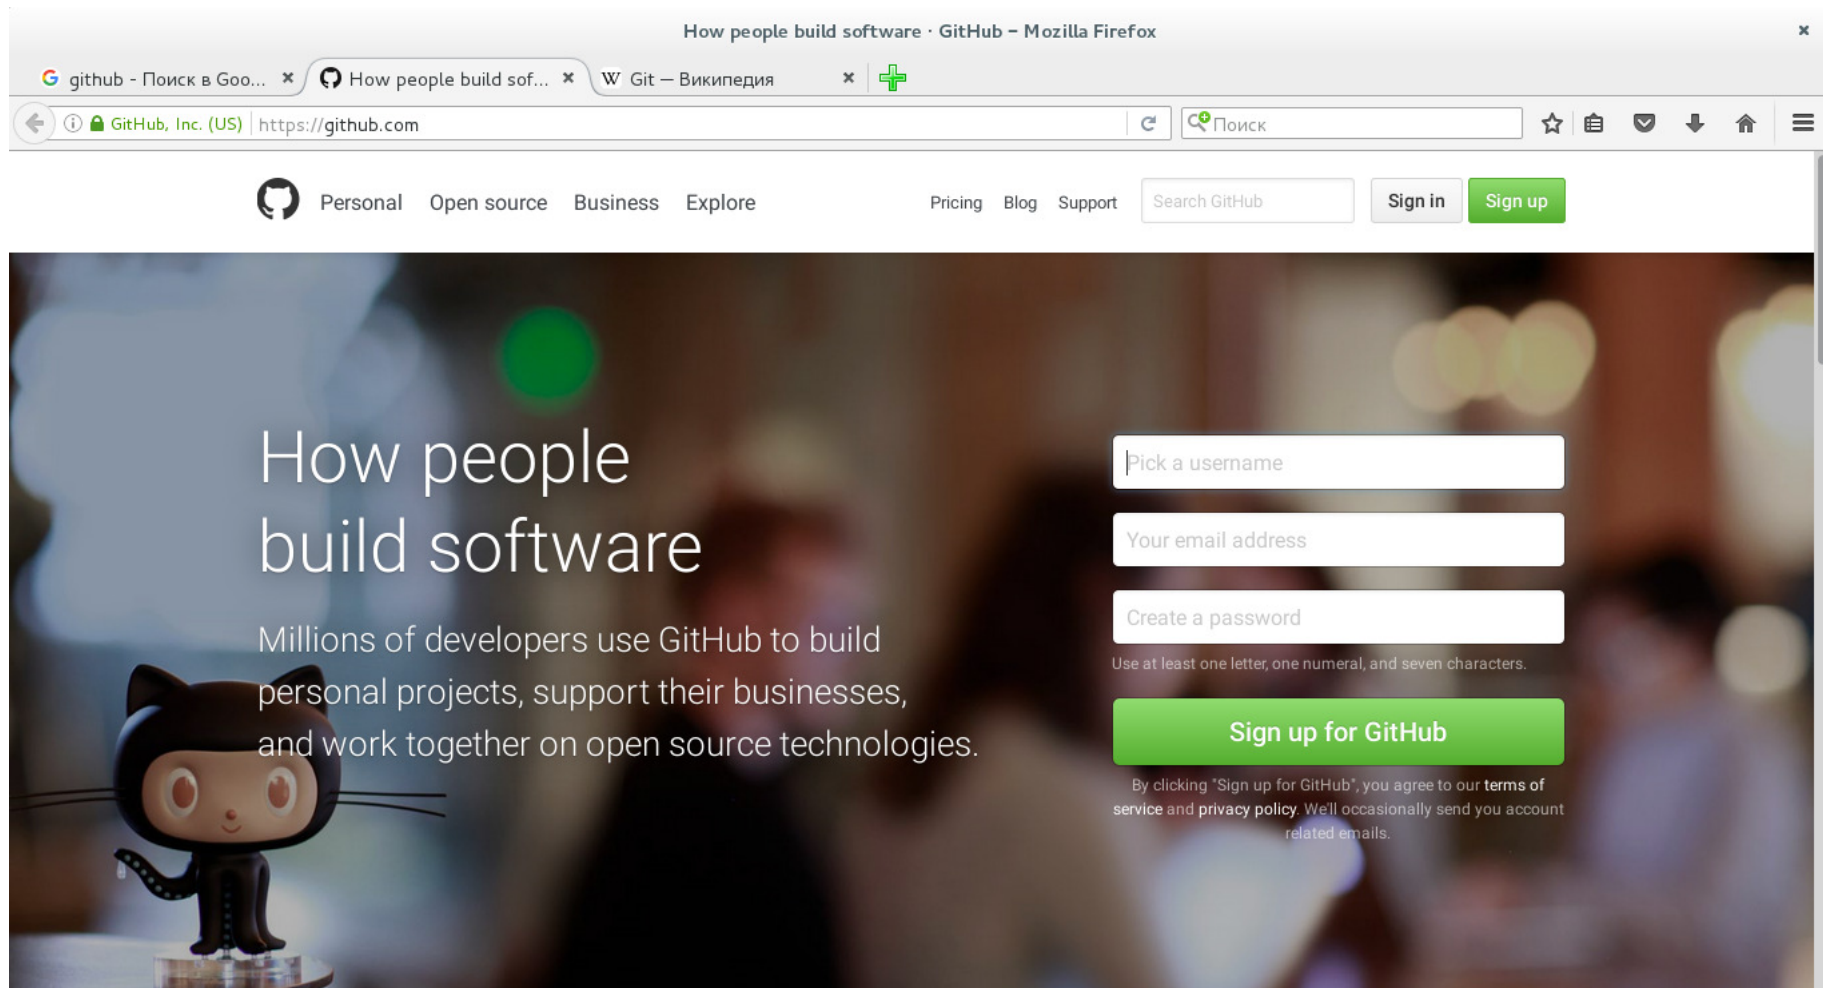 How people build software · GitHub – Mozilla Firefox
github - Поиск в Goo...
How people build sof...
W Git — Википедия
GitHub, Inc. (US) https://github.com
Поиск
Personal Open source Business Explore
Pricing Blog Support Search GitHub Sign in Sign up
How people
build software
Millions of developers use GitHub to build
personal projects, support their businesses,
and work together on open source technologies.
Pick a username
Your email address
Create a password
Use at least one letter, one numeral, and seven characters.
Sign up for GitHub
By clicking "Sign up for GitHub", you agree to our terms of
service and privacy policy. We'll occasionally send you account
related emails.